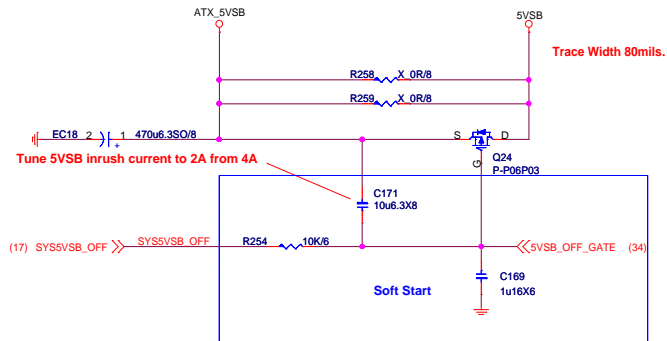 ATX_5VSB
5VSB
Trace Width 80mils.
R258 X_0R/8
R259 X_0R/8
EC18 2 1 470u6.3SO/8
+
S D
Q24
G
P-P06P03
Tune 5VSB inrush current to 2A from 4A
C171
10u6.3X8
(17) SYS5VSB_OFF SYS5VSB_OFF R254 10K/6 5VSB_OFF_GATE (34)
C169
1u16X6
Soft Start